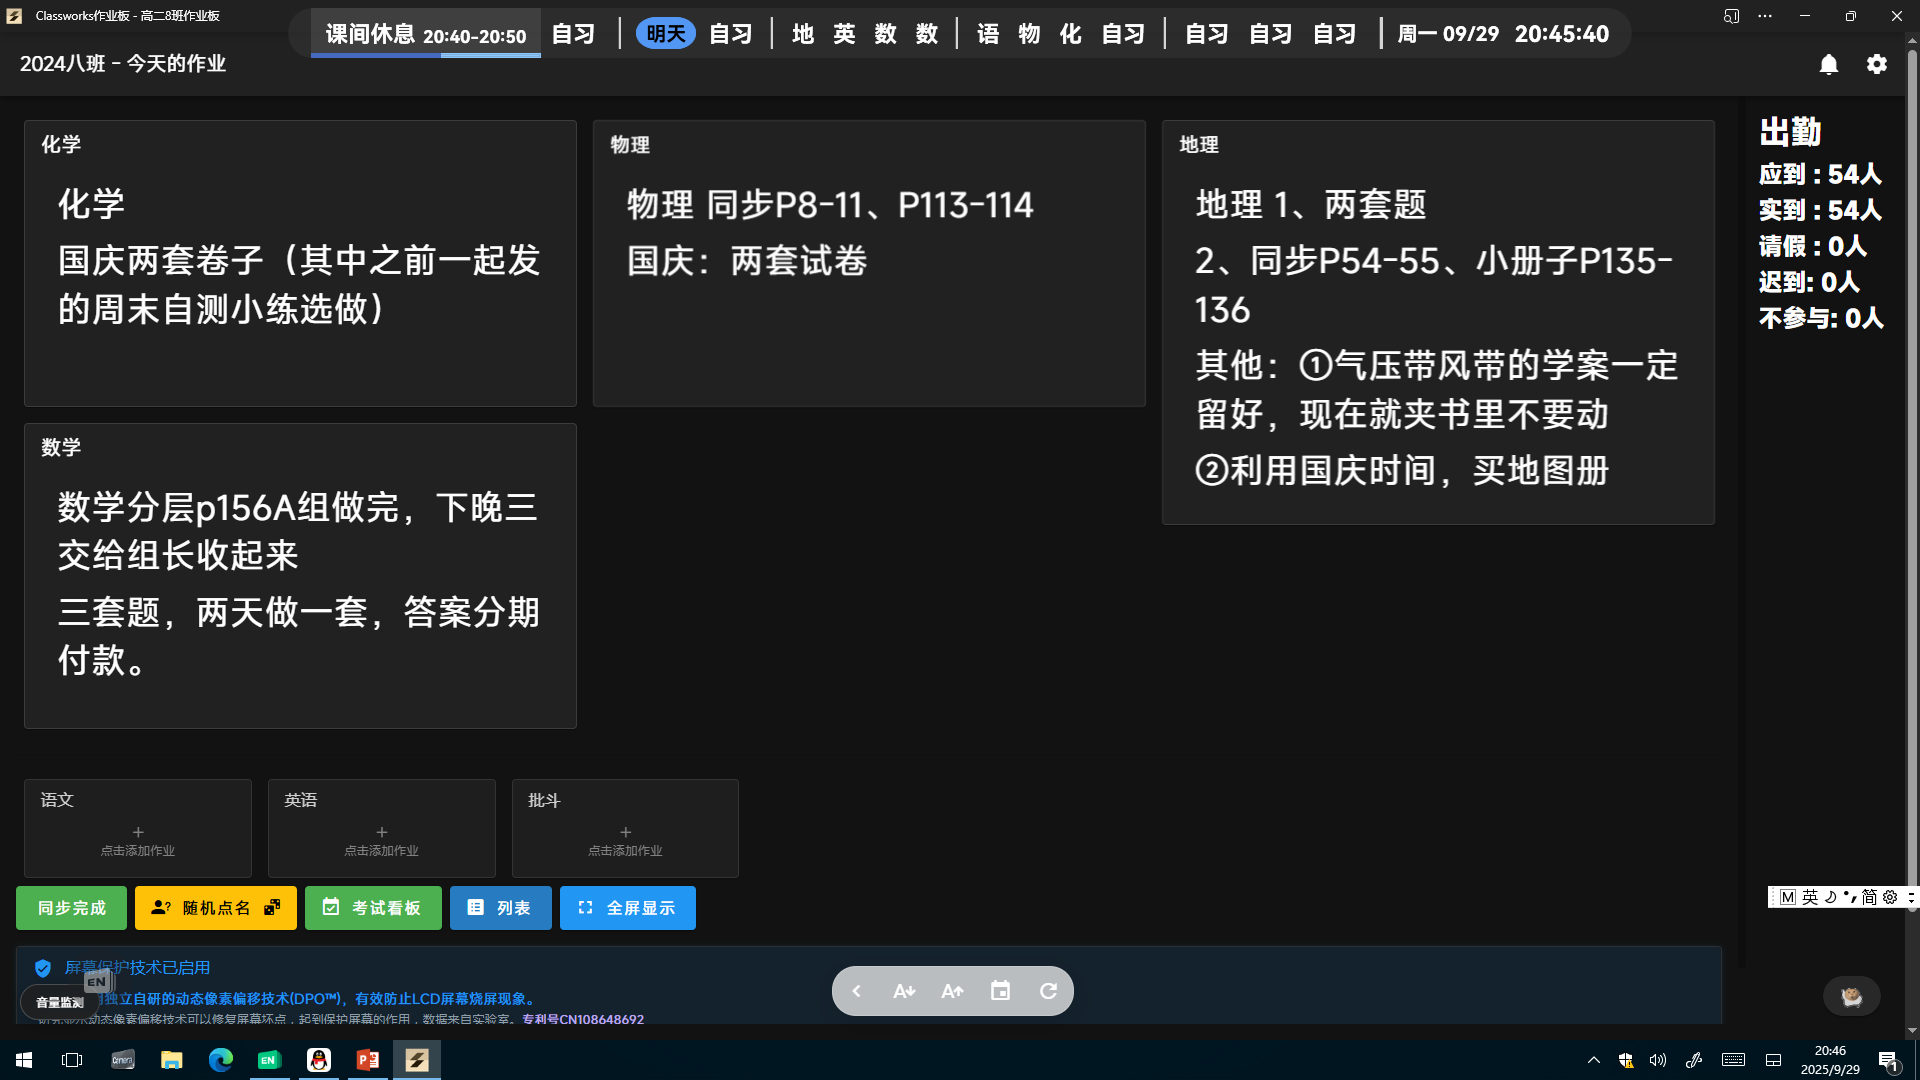 Classworks作业板 - 高二8班作业板
课间休息 20:40-20:50 自习 明天 自习 地 英 数 数 语 物 化 自习 自习 自习 自习 周一 09/29 20:45:40
2024八班 - 今天的作业
化学
化学
国庆两套卷子（其中之前一起发
的周末自测小练选做）
物理
物理 同步P8-11、P113-114
国庆：两套试卷
地理
地理 1、两套题
2、同步P54-55、小册子P135-
136
其他：①气压带风带的学案一定
留好，现在就夹书里不要动
②利用国庆时间，买地图册
数学
数学分层p156A组做完，下晚三
交给组长收起来
三套题，两天做一套，答案分期
付款。
出勤
应到：54人
实到：54人
请假：0人
迟到: 0人
不参与: 0人
语文
+
点击添加作业
英语
+
点击添加作业
批斗
+
点击添加作业
同步完成
随机点名
考试看板
列表
全屏显示
M 英 简
屏幕保护技术已启用
EN
音量监测
独立自研的动态像素偏移技术(DPO™)，有效防止LCD屏幕烧屏现象。
动态像素偏移技术可以修复屏幕坏点，起到保护屏幕的作用，数据来自实验室。专利号CN108648692
A A
Camera
EN
20:46
2025/9/29
1